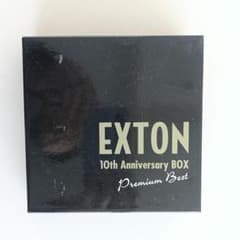 EXTON
10th Anniversary BOX
Premium Best